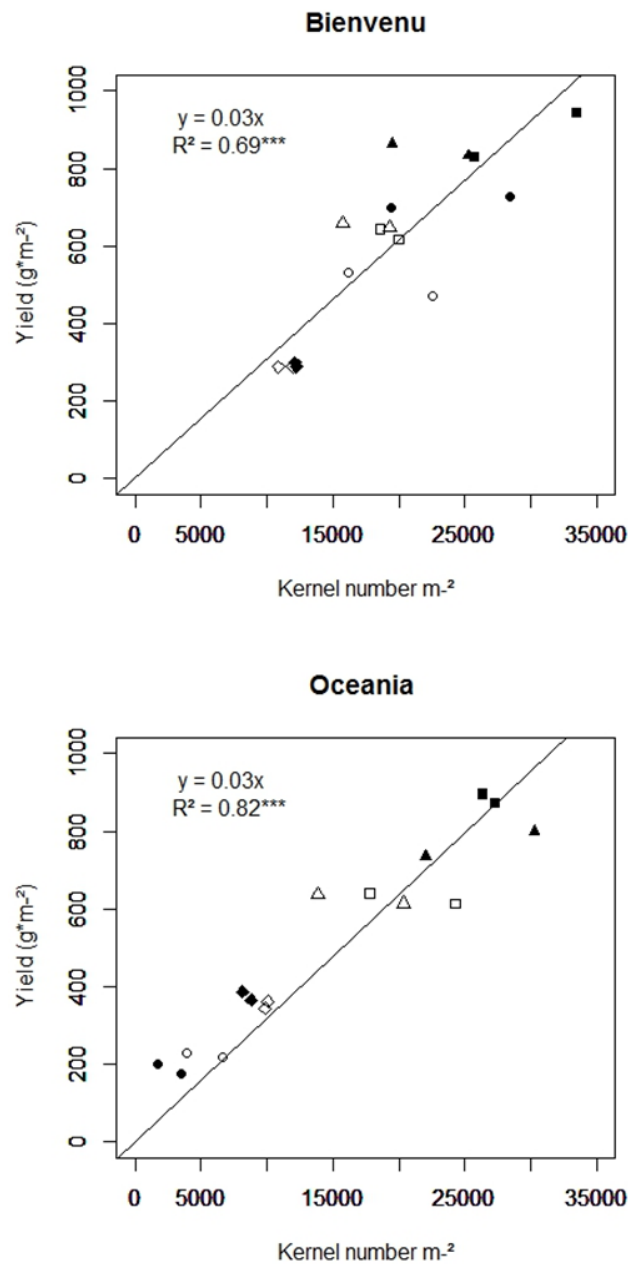 Bienvenu
y = 0.03x
R² = 0.69***
1000
800
600
400
200
0
Yield (g*m-²)
0 5000 15000 25000 35000
Kernel number m-²
Oceania
y = 0.03x
R² = 0.82***
1000
800
600
400
200
0
Yield (g*m-²)
0 5000 15000 25000 35000
Kernel number m-²